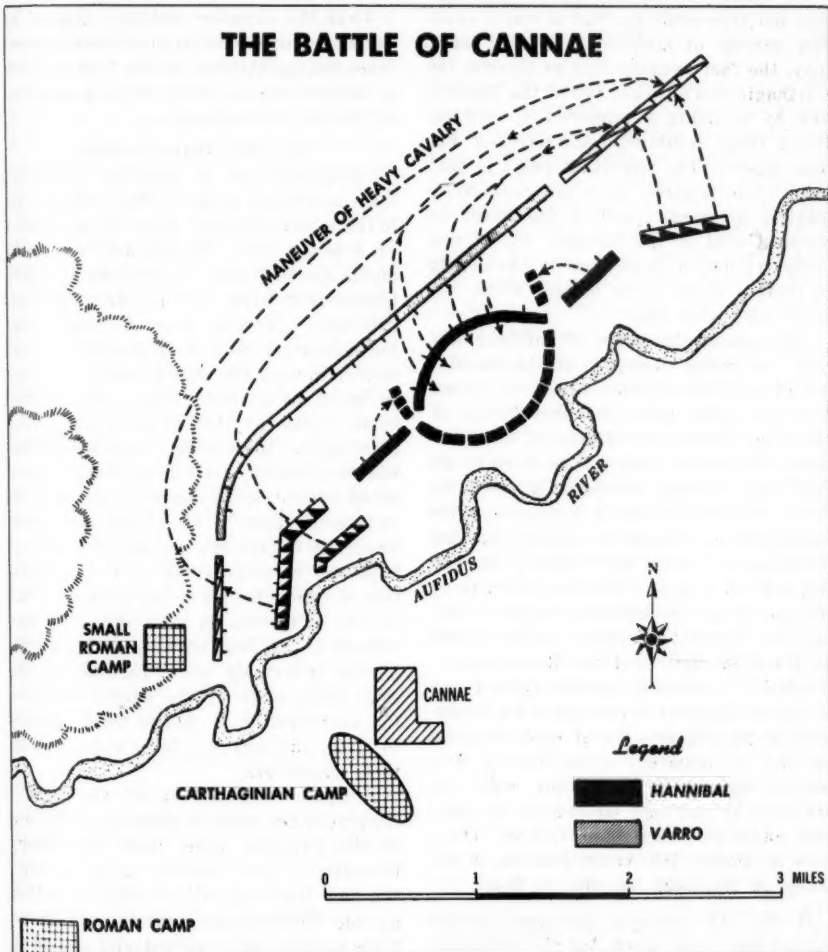 THE BATTLE OF CANNAE
MANEUVER OF HEAVY CAVALRY
AUFIDUS
RIVER
N
SMALL
ROMAN
CAMP
CANNAE
CARTHAGINIAN CAMP
Legend
HANNIBAL
VARRO
0 1 2 3 MILES
ROMAN CAMP